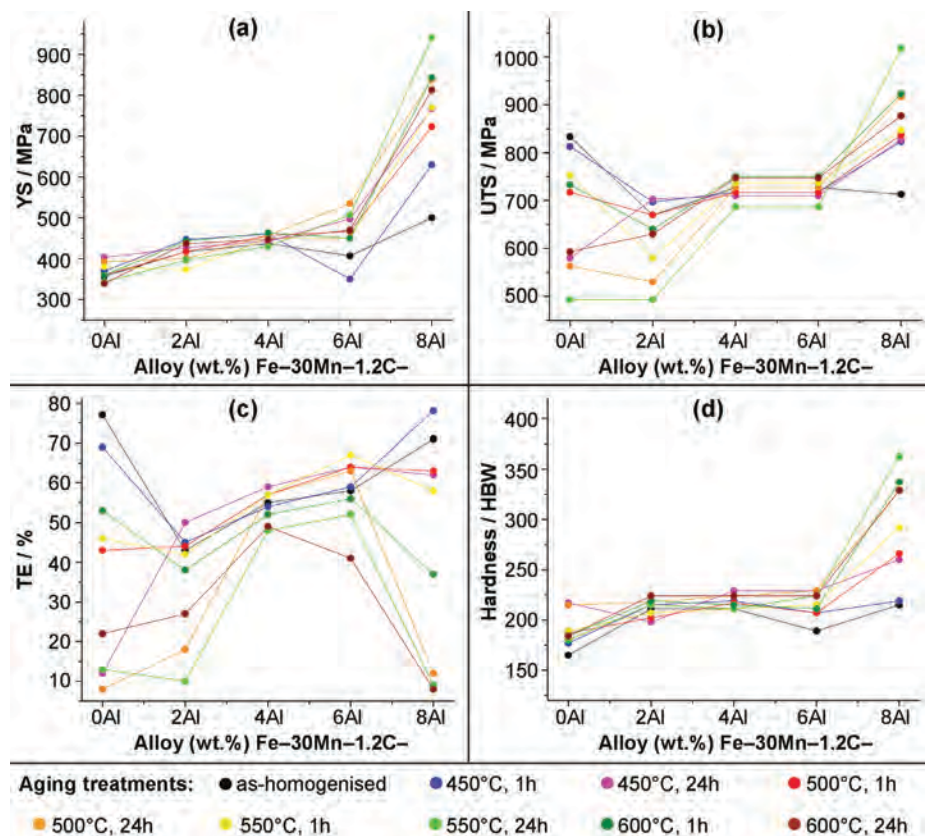 (a)
YS / MPa
900
800
700
600
500
400
300
0Al 2Al 4Al 6Al 8Al
Alloy (wt.%) Fe–30Mn–1.2C–
(b)
UTS / MPa
1000
900
800
700
600
500
0Al 2Al 4Al 6Al 8Al
Alloy (wt.%) Fe–30Mn–1.2C–
(c)
TE / %
80
70
60
50
40
30
20
10
0Al 2Al 4Al 6Al 8Al
Alloy (wt.%) Fe–30Mn–1.2C–
(d)
Hardness / HBW
400
350
300
250
200
150
0Al 2Al 4Al 6Al 8Al
Alloy (wt.%) Fe–30Mn–1.2C–
Aging treatments: as-homogenised 450°C, 1h 450°C, 24h 500°C, 1h
500°C, 24h 550°C, 1h 550°C, 24h 600°C, 1h 600°C, 24h